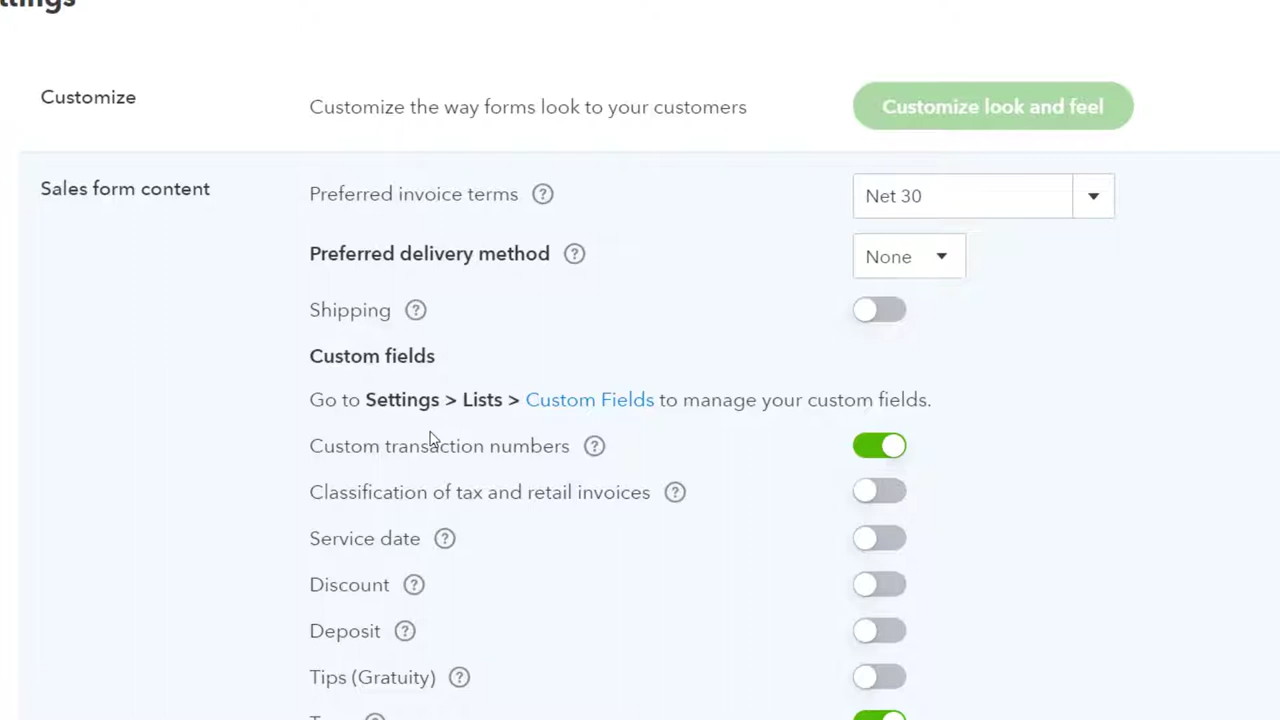 Customize
Customize the way forms look to your customers
Customize look and feel
Sales form content
Preferred invoice terms ?
Net 30
Preferred delivery method ?
None
Shipping ?
Custom fields
Go to Settings > Lists > Custom Fields to manage your custom fields.
Custom transaction numbers ?
Classification of tax and retail invoices ?
Service date ?
Discount ?
Deposit ?
Tips (Gratuity) ?